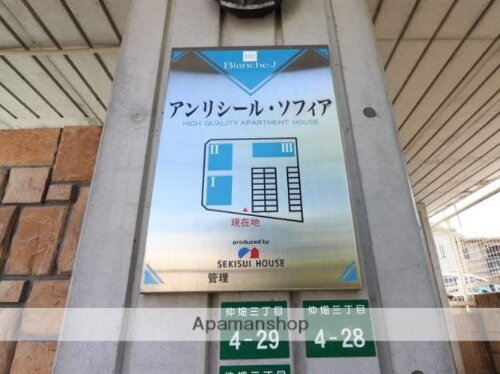 BlancheJ
アンリシール・ソフィア
HIGH QUALITY APARTMENT HOUSE
II III
I
現在地
produced by
SEKISUI HOUSE
管理
仲畑三丁目 仲畑三丁目
4-29 4-28
Apamanshop